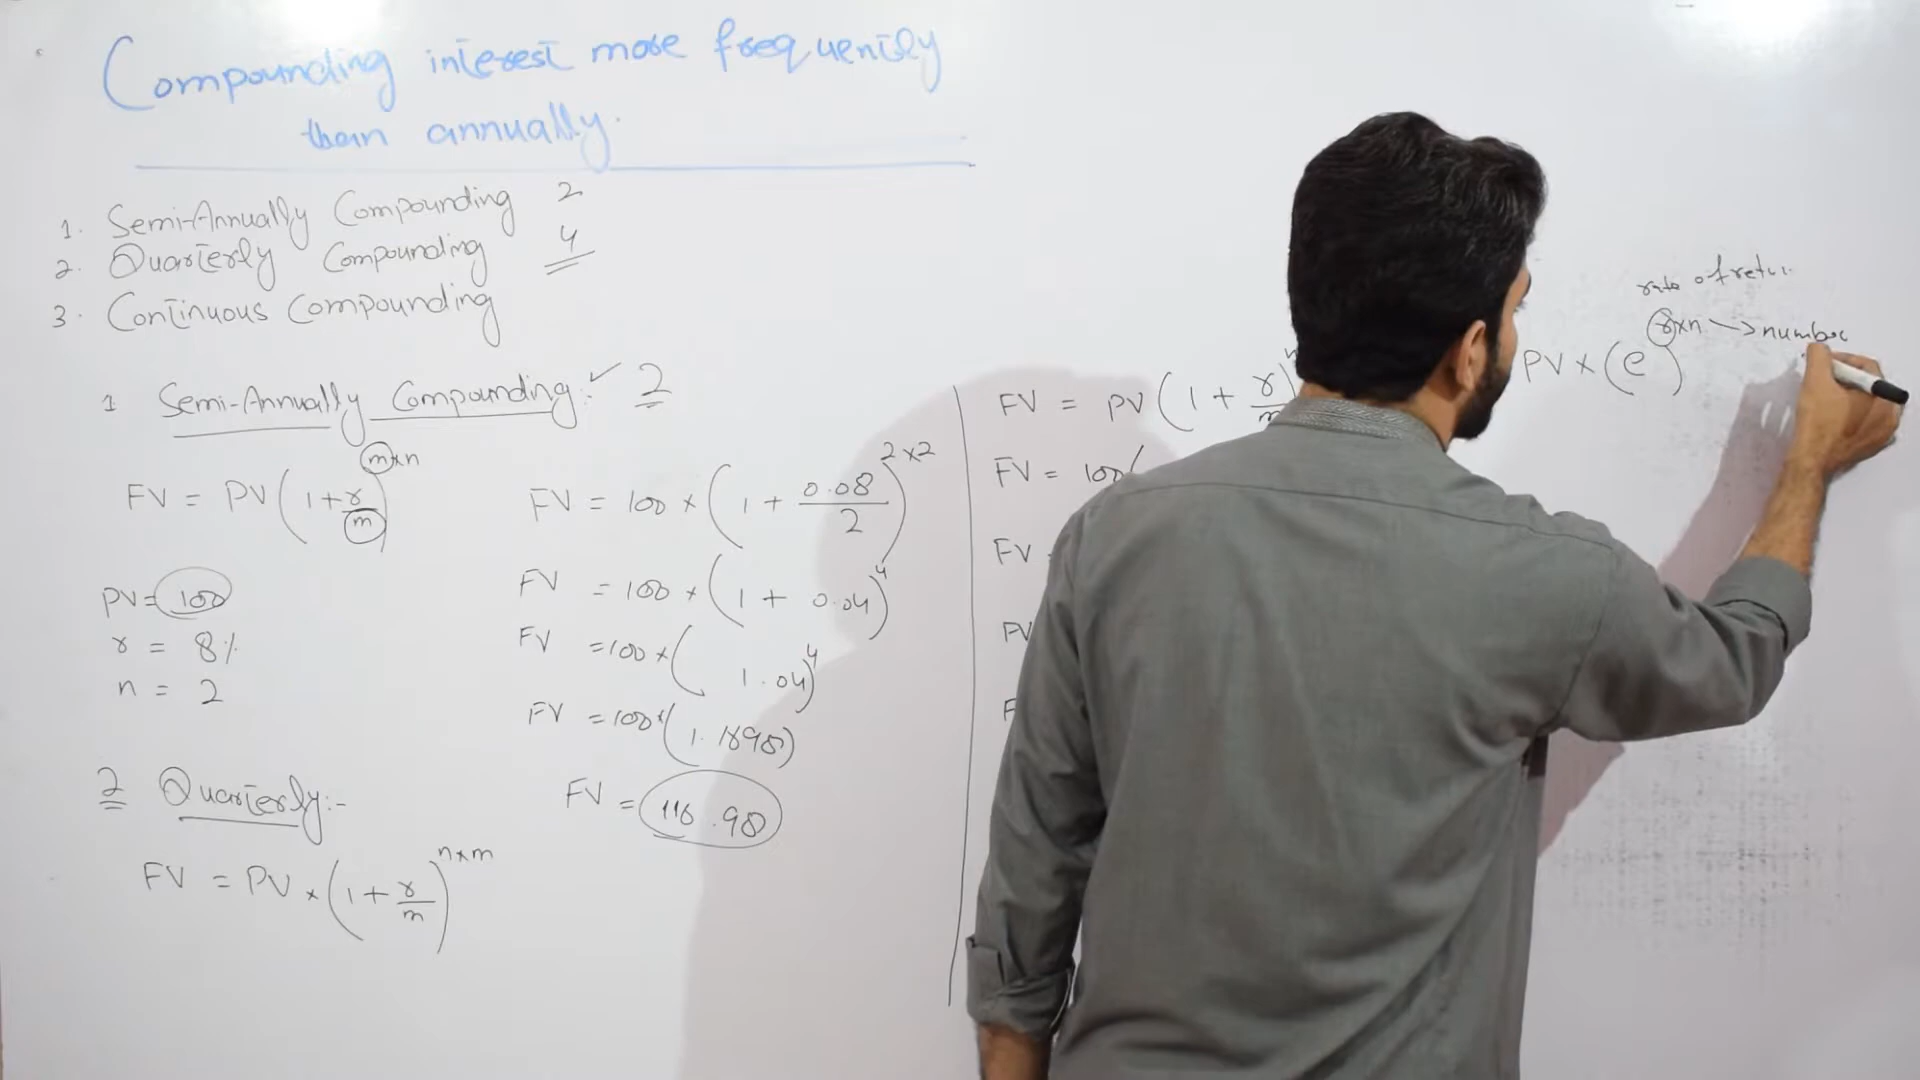 Compounding interest more frequently
than annually.
1. Semi-Annually Compounding 2
2. Quarterly Compounding 4
3. Continuous Compounding
1 Semi-Annually Compounding:- ✓ 2
FV = PV(1+r/m)^m×n
PV = 100
r = 8%
n = 2
FV = 100 × (1 + 0.08/2)^2×2
FV = 100 × (1 + 0.04)^4
FV = 100 × (1.04)^4
FV = 100 × (1.1698)
FV = 116.98
2 Quarterly:-
FV = PV × (1 + r/m)^n×m
FV = PV (1 + r/m
FV = 100(
FV
PV
F
rate of retu
PV × (e)^r×n → number